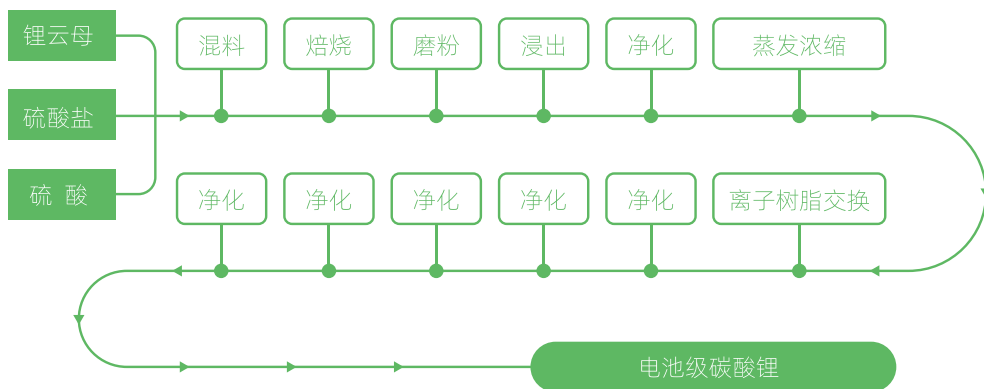 锂云母
混料
焙烧
磨粉
浸出
净化
蒸发浓缩
硫酸盐
硫 酸
净化
净化
净化
净化
净化
离子树脂交换
电池级碳酸锂